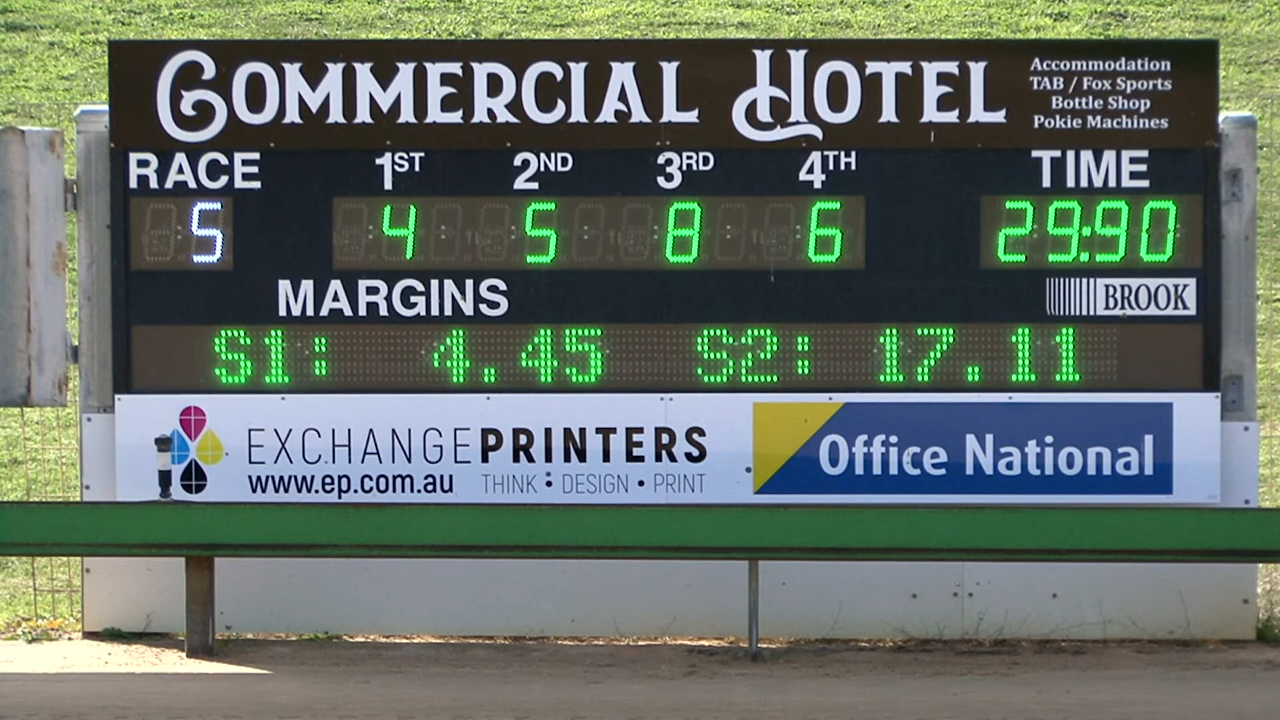 COMMERCIAL HOTEL
Accommodation
TAB / Fox Sports
Bottle Shop
Pokie Machines
RACE 1ST 2ND 3RD 4TH TIME
5 4 5 8 6 29:90
MARGINS
BROOK
S1: 4.45 S2: 17.11
EXCHANGEPRINTERS
www.ep.com.au THINK • DESIGN • PRINT
Office National